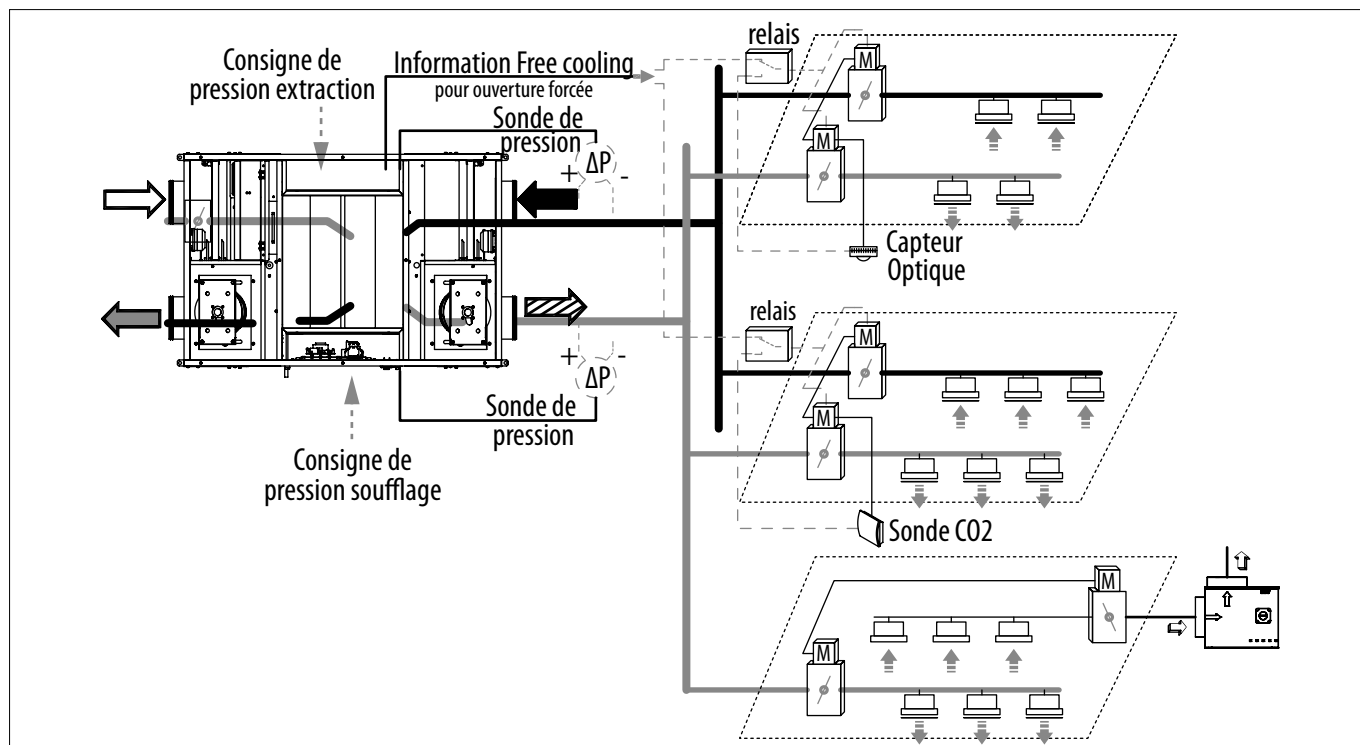 relais
Consigne de
pression extraction
Information Free cooling
pour ouverture forcée
M
Sonde de
pression
M
ΔP
+ -
Capteur
Optique
relais
M
+ -
ΔP
M
Sonde de
pression
Consigne de
pression soufflage
Sonde CO2
M
M